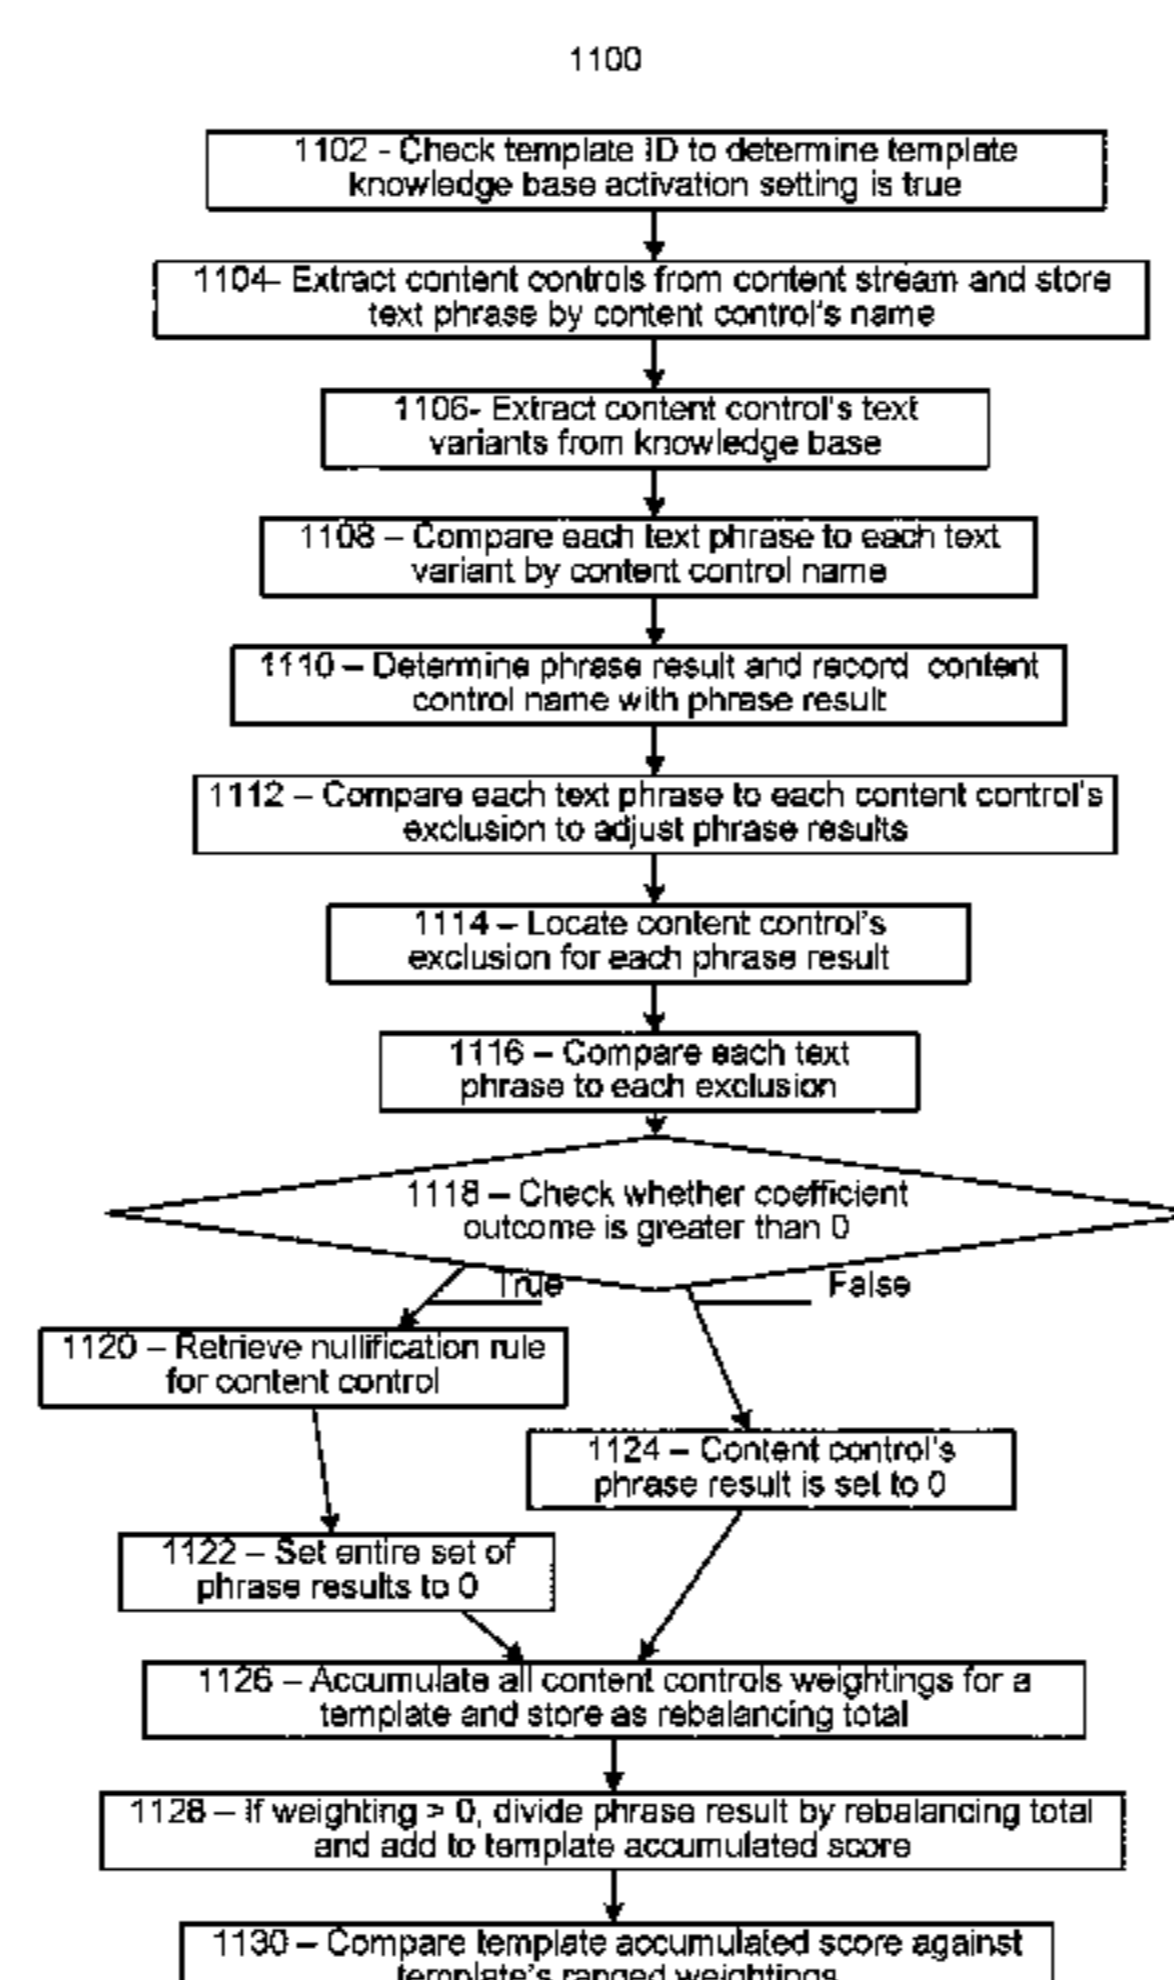 1100
1102 - Check template ID to determine template
knowledge base activation setting is true
1104- Extract content controls from content stream and store
text phrase by content control's name
1106- Extract content control's text
variants from knowledge base
1108 – Compare each text phrase to each text
variant by content control name
1110 – Determine phrase result and record content
control name with phrase result
1112 – Compare each text phrase to each content control's
exclusion to adjust phrase results
1114 – Locate content control's
exclusion for each phrase result
1116 – Compare each text
phrase to each exclusion
1118 – Check whether coefficient
outcome is greater than 0
True
False
1120 – Retrieve nullification rule
for content control
1124 – Content control's
phrase result is set to 0
1122 – Set entire set of
phrase results to 0
1126 – Accumulate all content controls weightings for a
template and store as rebalancing total
1128 – If weighting > 0, divide phrase result by rebalancing total
and add to template accumulated score
1130 – Compare template accumulated score against
template's ranged weightings